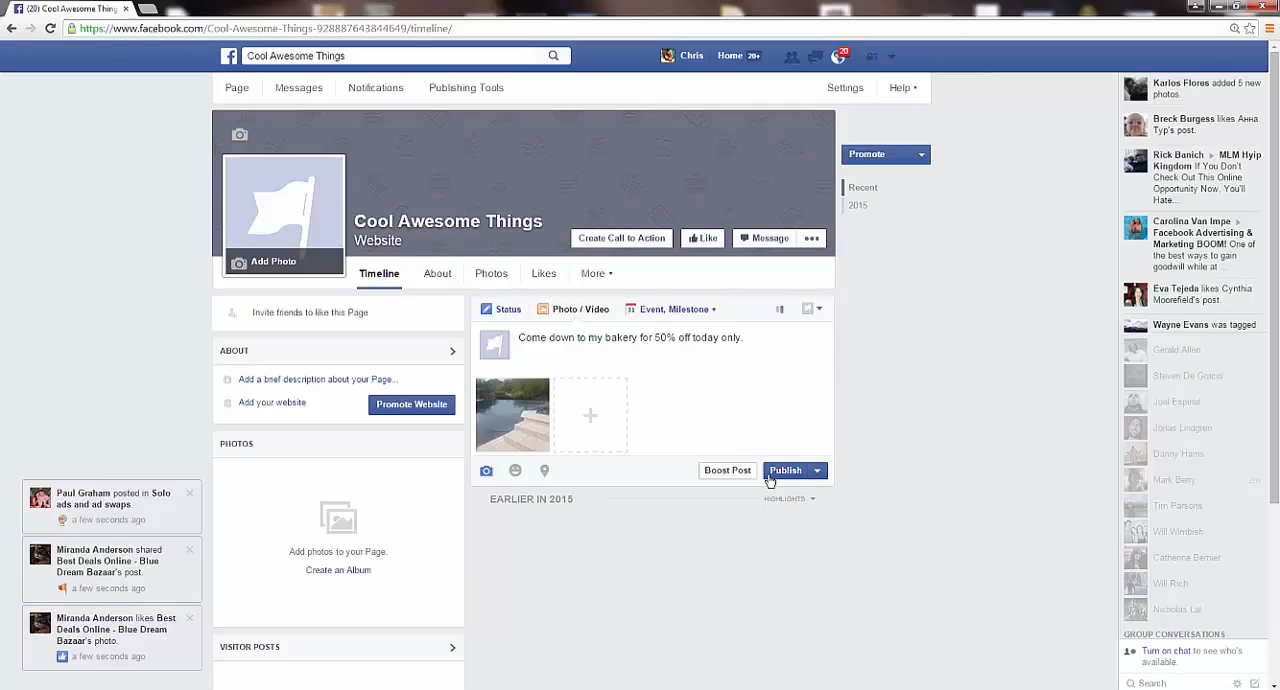 (20) Cool Awesome Things
https://www.facebook.com/Cool-Awesome-Things-928887643844649/timeline/
Cool Awesome Things
Chris
Home 20+
20
Page
Messages
Notifications
Publishing Tools
Settings
Help
Add Photo
Cool Awesome Things
Website
Create Call to Action
Like
Message
Promote
Recent
2015
Timeline
About
Photos
Likes
More
Invite friends to like this Page
ABOUT
Add a brief description about your Page...
Add your website
Promote Website
PHOTOS
Add photos to your Page.
Create an Album
VISITOR POSTS
Status
Photo / Video
Event, Milestone +
Come down to my bakery for 50% off today only.
Boost Post
Publish
EARLIER IN 2015
HIGHLIGHTS
Paul Graham posted in Solo
ads and ad swaps.
a few seconds ago
Miranda Anderson shared
Best Deals Online - Blue
Dream Bazaar's post.
a few seconds ago
Miranda Anderson likes Best
Deals Online - Blue Dream
Bazaar's photo.
a few seconds ago
Karlos Flores added 5 new
photos.
Breck Burgess likes Anna
Typ's post.
Rick Banich ▸ MLM Hyip
Kingdom If You Don't
Check Out This Online
Opportunity Now, You'll
Hate...
Carolina Van Impe ▸
Facebook Advertising &
Marketing BOOM! One of
the best ways to gain
goodwill while at ...
Eva Tejeda likes Cynthia
Moorefield's post.
Wayne Evans was tagged
Gerald Allen
Steven De Graca
Joel Espinal
Jonas Lindgren
Danny Hams
Mark Berry
Tim Parsons
Will Wimbish
Catherine Bernier
Will Rich
Nicholas Lal
GROUP CONVERSATIONS
Turn on chat to see who's
available.
Search